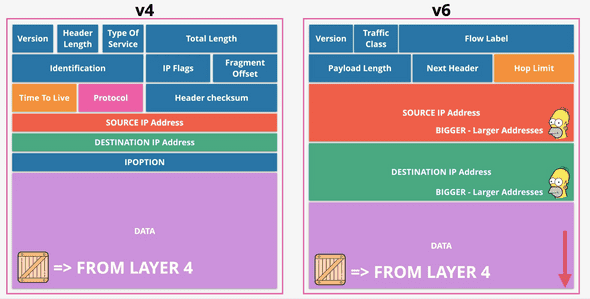 v4
Version
Header
Length
Type Of
Service
Total Length
Identification
IP Flags
Fragment
Offset
Time To Live
Protocol
Header checksum
SOURCE IP Address
DESTINATION IP Address
IPOPTION
DATA
=> FROM LAYER 4
v6
Version
Traffic
Class
Flow Label
Payload Length
Next Header
Hop Limit
SOURCE IP Address
BIGGER - Larger Addresses
DESTINATION IP Address
BIGGER - Larger Addresses
DATA
=> FROM LAYER 4